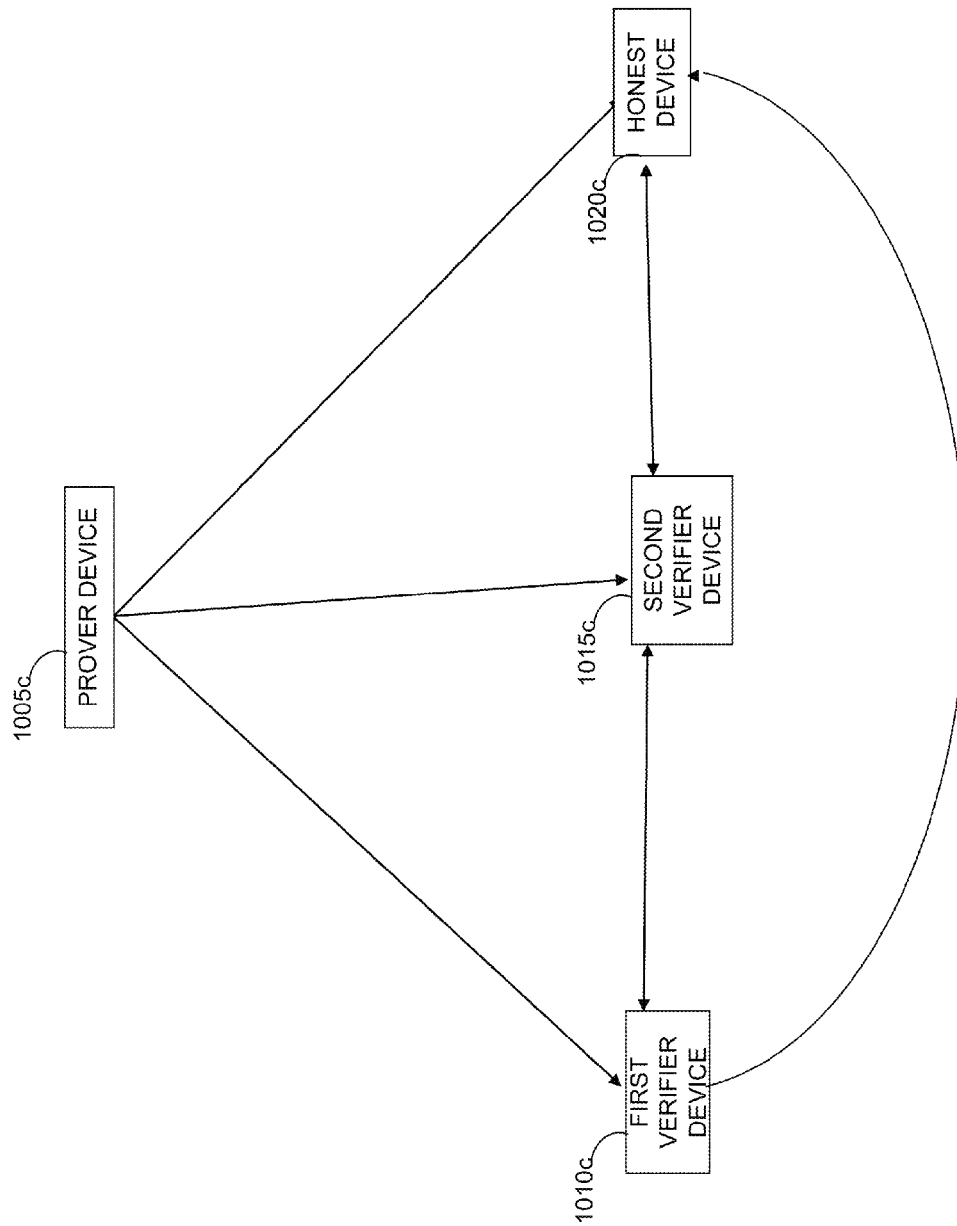 1005c
PROVER DEVICE
1010c
FIRST
VERIFIER
DEVICE
1015c
SECOND
VERIFIER
DEVICE
1020c
HONEST
DEVICE